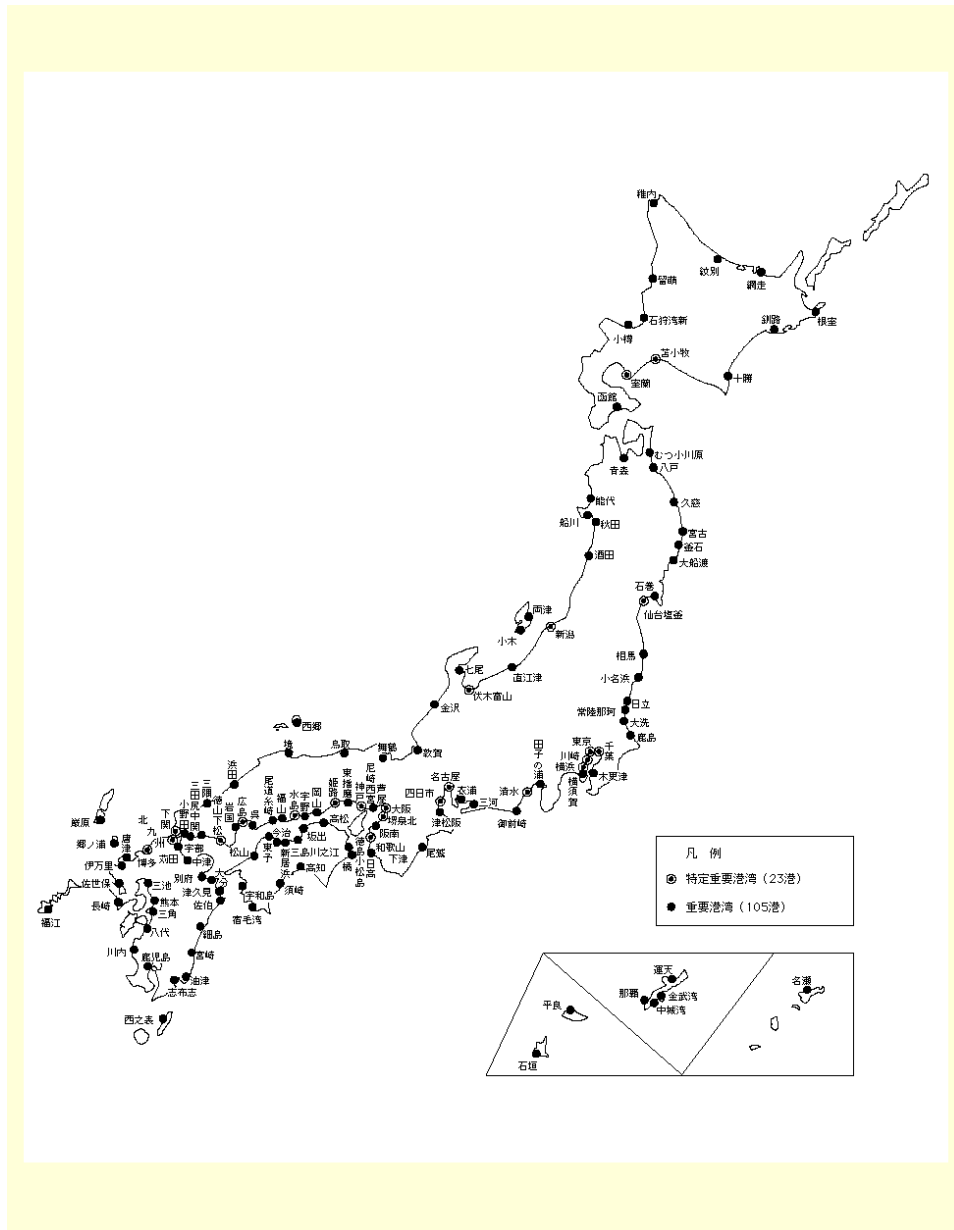 稚内
紋別
網走
留萌
石狩湾新
小樽
釧路
根室
苫小牧
室蘭
十勝
函館
むつ小川原
青森
八戸
能代
久慈
船川
秋田
宮古
釜石
酒田
大船渡
石巻
仙台塩釜
両津
小木
新潟
相馬
七尾
直江津
小名浜
伏木富山
日立
金沢
常陸那珂
大洗
西郷
鹿島
境
鳥取
舞鶴
敦賀
東京
千葉
川崎
横浜
木更津
横須賀
田子の浦
清水
御前崎
名古屋
衣浦
四日市
三河
津松阪
尾鷲
尼崎西宮芦屋
大阪
堺泉北
阪南
和歌山下津
日高
神戸
東播磨
姫路
岡山
宇野
水島
福山
尾道糸崎
呉
広島
岩国
徳山下松
三田尻中関
三隅
浜田
小野田
下関
宇部
北九州
高松
坂出
徳島小松島
橘
今治
東予
新居浜
三島川之江
松山
高知
須崎
宇和島
宿毛湾
厳原
郷ノ浦
唐津
博多
苅田
中津
伊万里
佐世保
別府
大分
津久見
佐伯
長崎
福江
三池
熊本
三角
八代
細島
川内
鹿児島
宮崎
油津
志布志
西之表
凡 例
特定重要港湾(23港)
重要港湾(105港)
運天
那覇
金武湾
中城湾
平良
石垣
名瀬